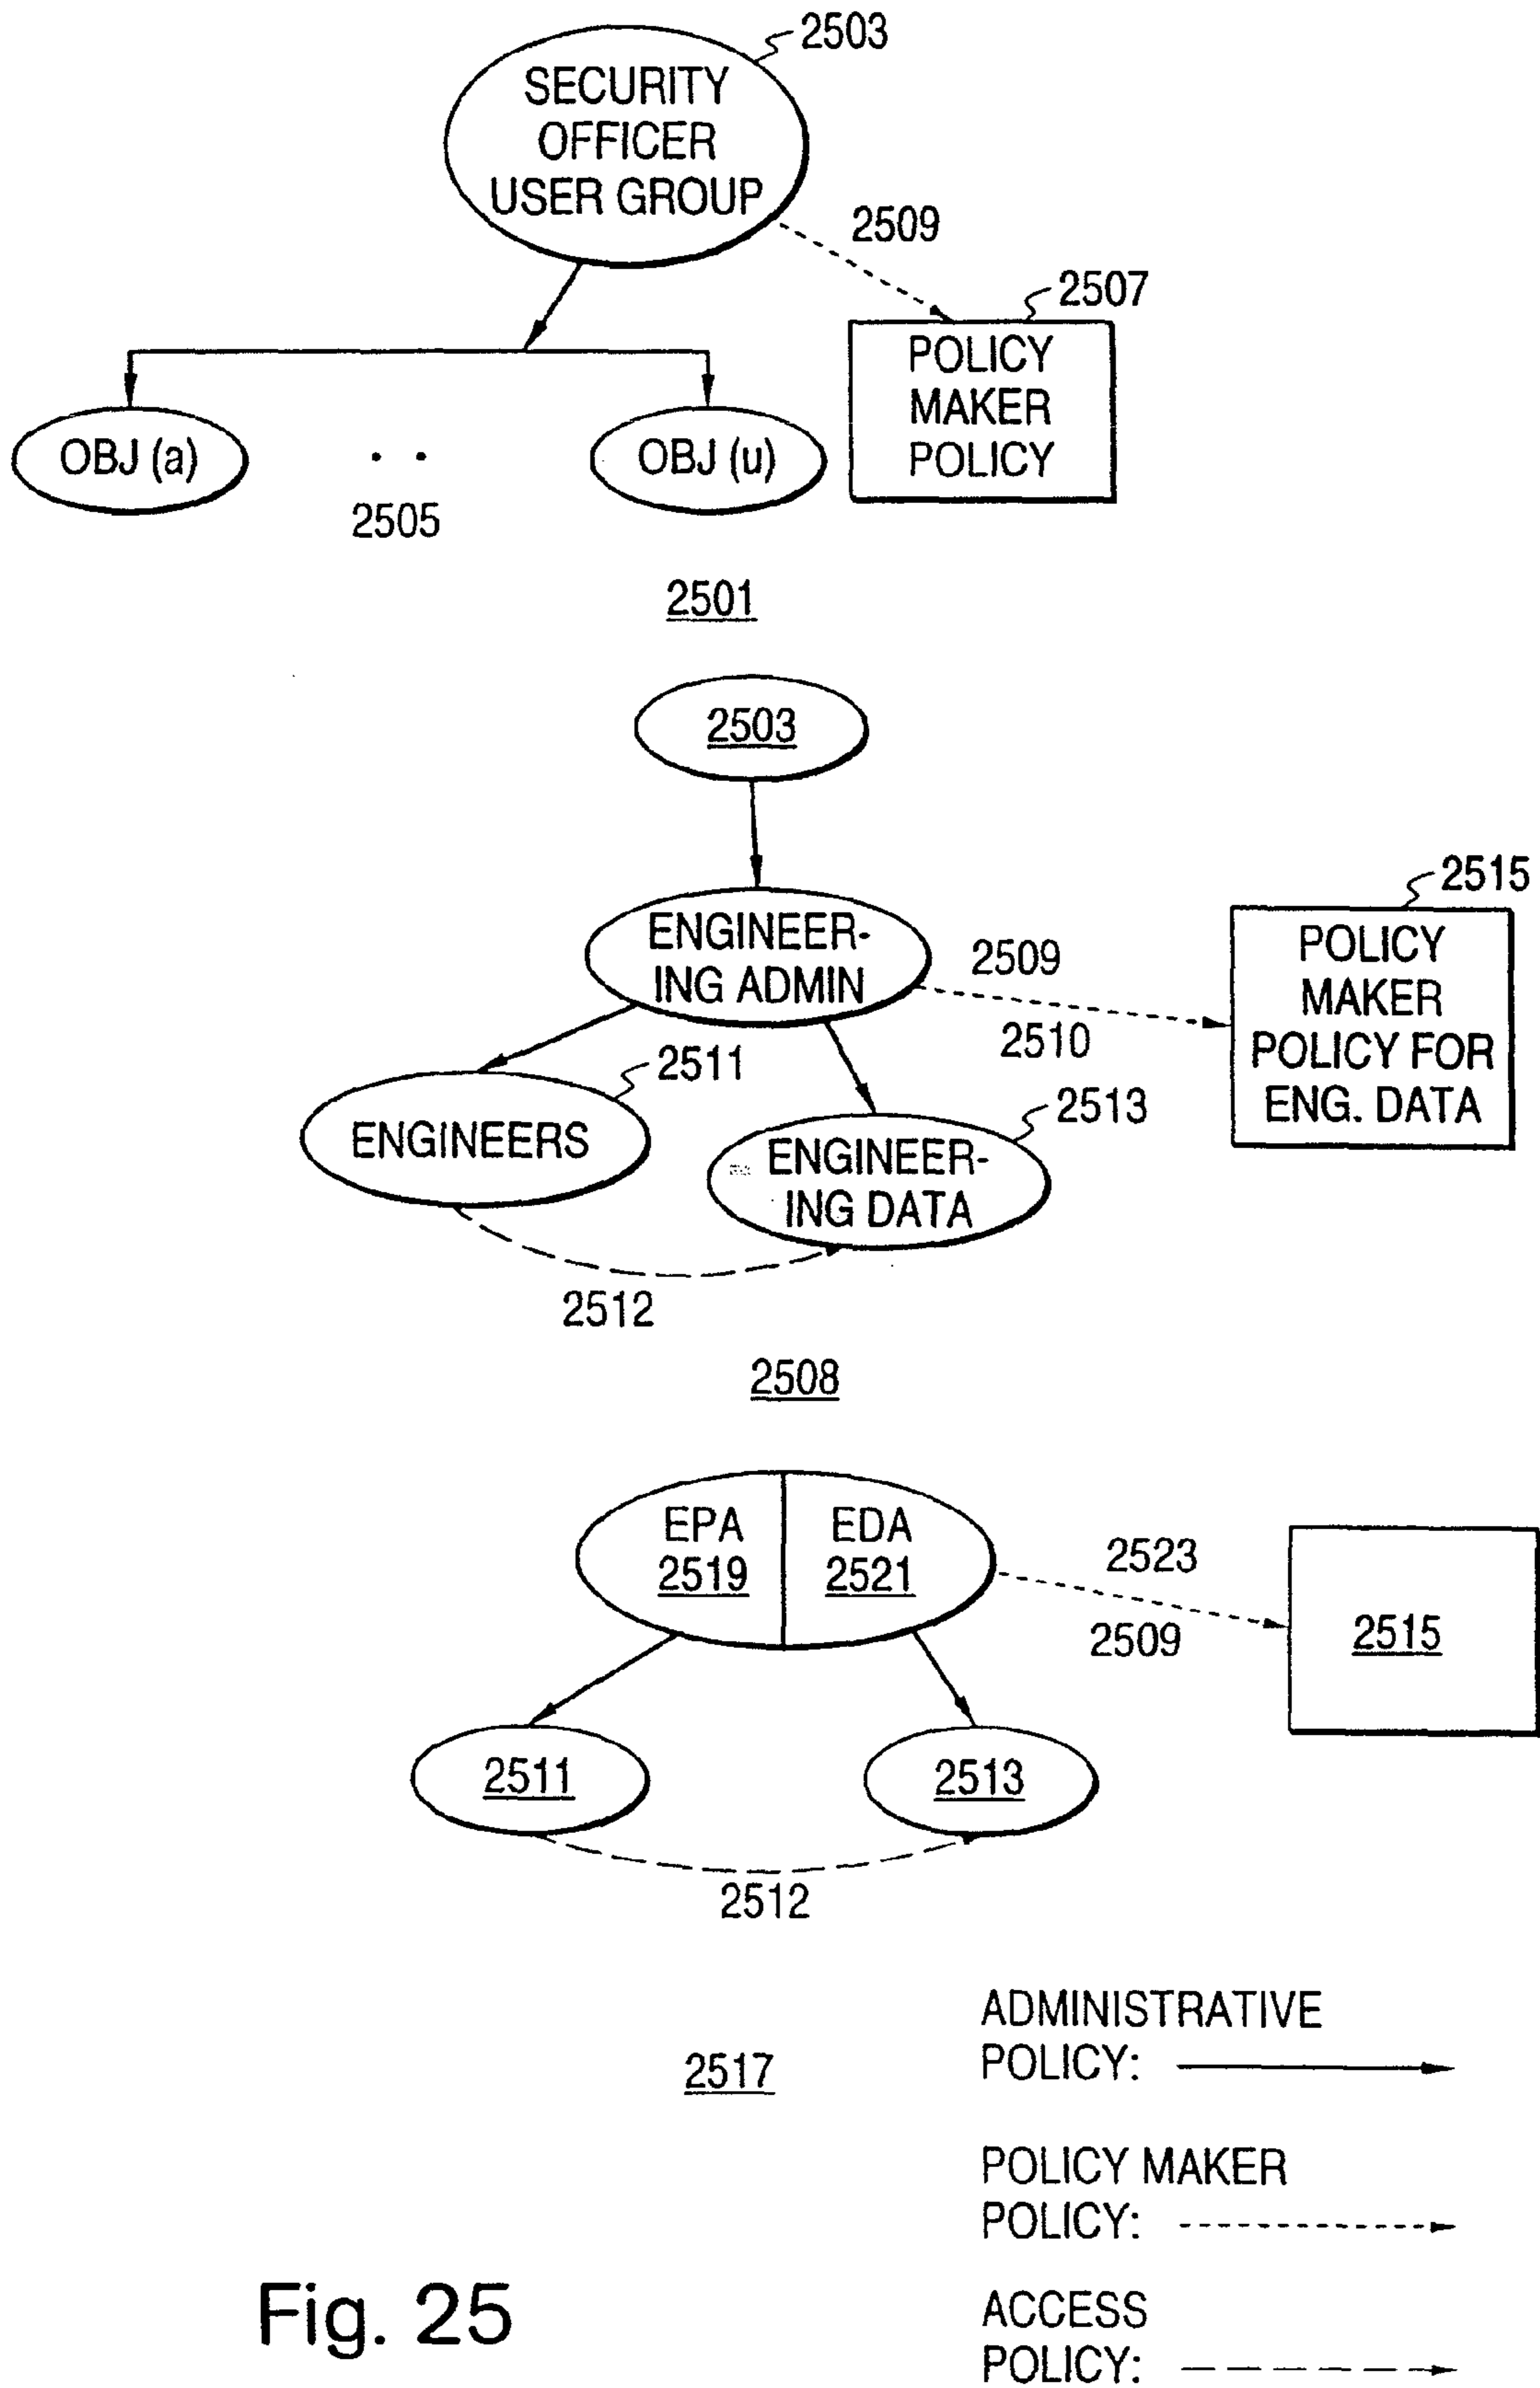 2503
SECURITY
OFFICER
USER GROUP
2509
2507
POLICY
MAKER
POLICY
OBJ (a)
. .
OBJ (u)
2505
2501
2503
ENGINEER-
ING ADMIN
2509
2510
2515
POLICY
MAKER
POLICY FOR
ENG. DATA
2511
ENGINEERS
2513
ENGINEER-
ING DATA
2512
2508
EPA
2519
EDA
2521
2523
2509
2515
2511
2513
2512
2517
ADMINISTRATIVE
POLICY:
POLICY MAKER
POLICY:
ACCESS
POLICY:
Fig. 25